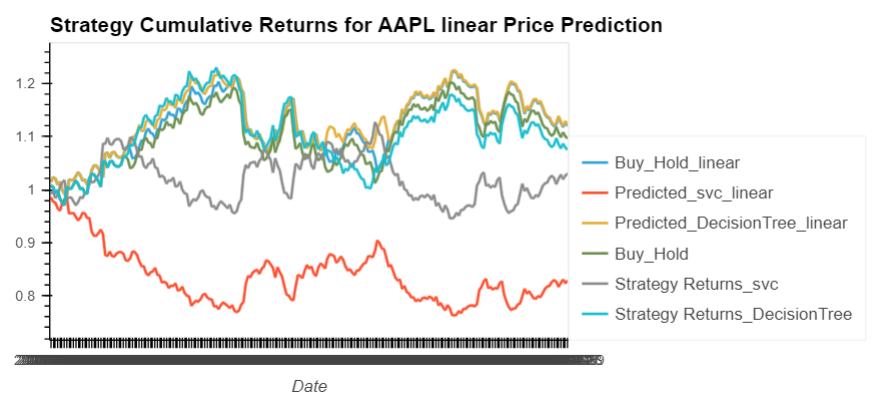 Strategy Cumulative Returns for AAPL linear Price Prediction
1.2
1.1
1
0.9
0.8
Buy_Hold_linear
Predicted_svc_linear
Predicted_DecisionTree_linear
Buy_Hold
Strategy Returns_svc
Strategy Returns_DecisionTree
Date